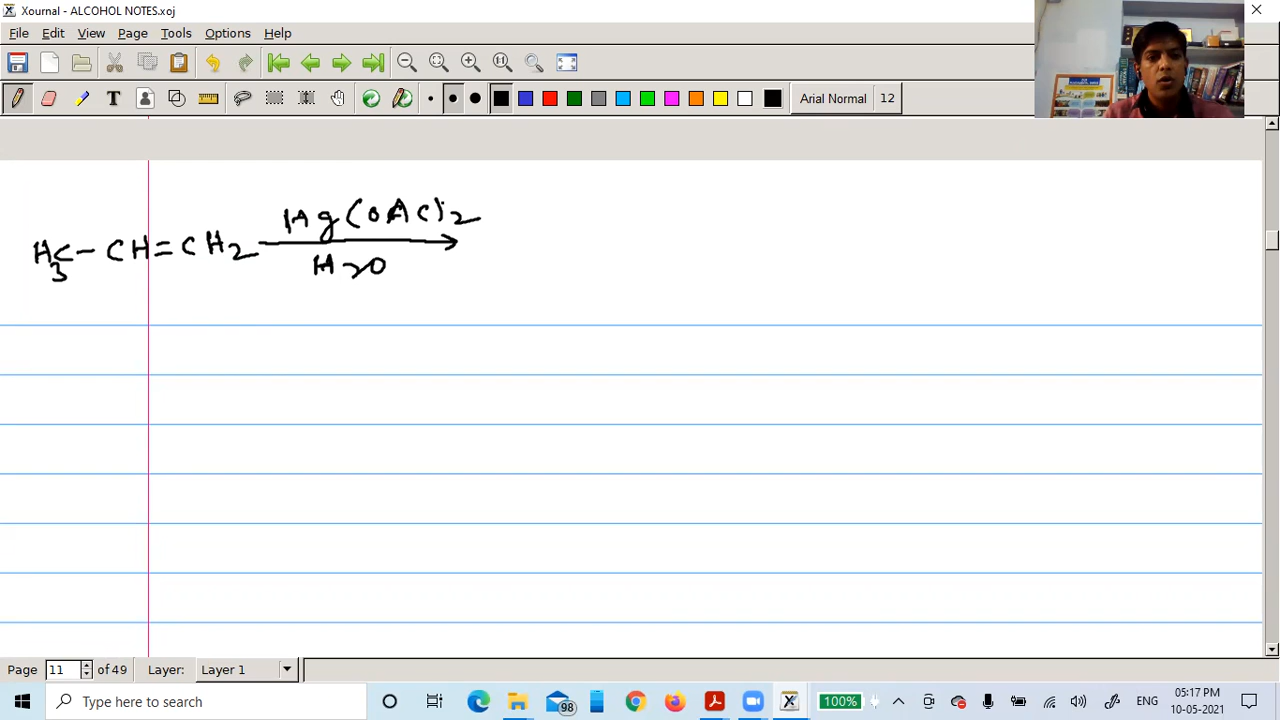 Xournal - ALCOHOL NOTES.xoj
File Edit View Page Tools Options Help
T Arial Normal 12
Hg(OAc)2
H3C - CH = CH2
H2O
Page 11 of 49 Layer: Layer 1
Type here to search 98 100% ENG 05:17 PM
10-05-2021